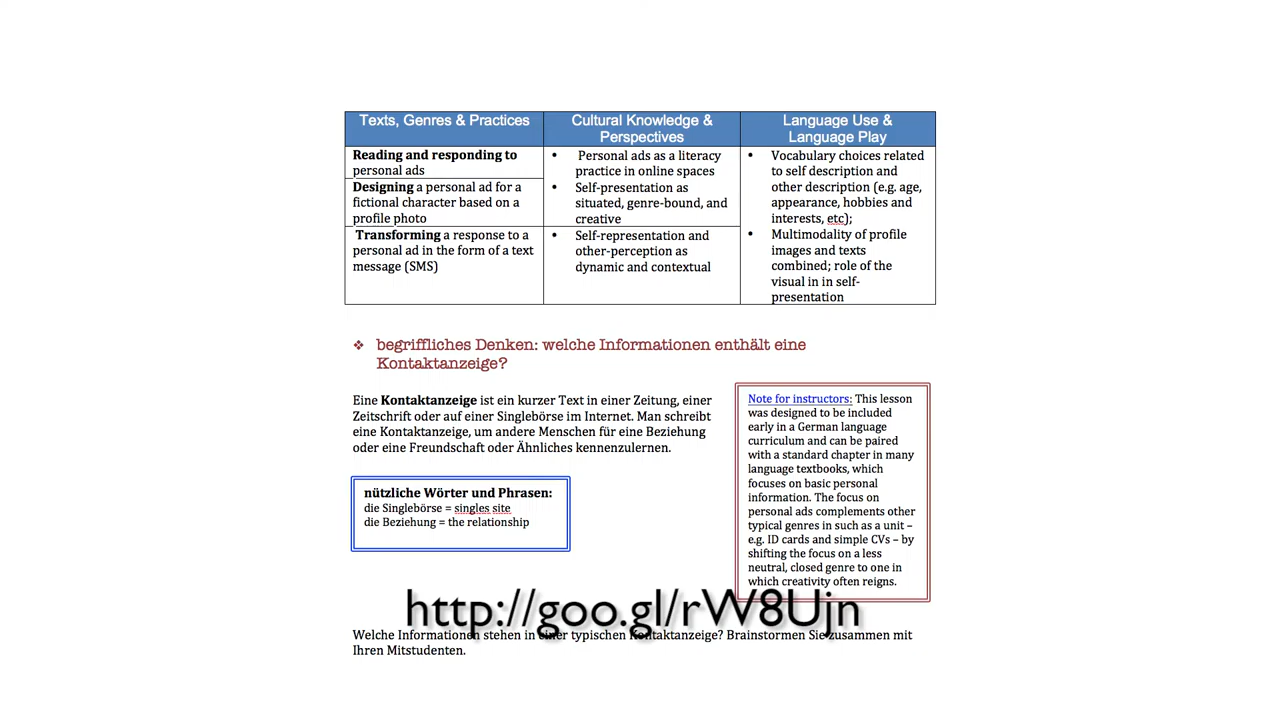 Texts, Genres & Practices
Cultural Knowledge &
Perspectives
Language Use &
Language Play
Reading and responding to
personal ads
Designing a personal ad for a
fictional character based on a
profile photo
Transforming a response to a
personal ad in the form of a text
message (SMS)
• Personal ads as a literacy
practice in online spaces
• Self-presentation as
situated, genre-bound, and
creative
• Self-representation and
other-perception as
dynamic and contextual
• Vocabulary choices related
to self description and
other description (e.g. age,
appearance, hobbies and
interests, etc);
• Multimodality of profile
images and texts
combined; role of the
visual in in self-
presentation
❖ begriffliches Denken: welche Informationen enthält eine
Kontaktanzeige?
Eine Kontaktanzeige ist ein kurzer Text in einer Zeitung, einer
Zeitschrift oder auf einer Singlebörse im Internet. Man schreibt
eine Kontaktanzeige, um andere Menschen für eine Beziehung
oder eine Freundschaft oder Ähnliches kennenzulernen.
Note for instructors: This lesson
was designed to be included
early in a German language
curriculum and can be paired
with a standard chapter in many
language textbooks, which
focuses on basic personal
information. The focus on
personal ads complements other
typical genres in such as a unit –
e.g. ID cards and simple CVs – by
shifting the focus on a less
neutral, closed genre to one in
which creativity often reigns.
nützliche Wörter und Phrasen:
die Singlebörse = singles site
die Beziehung = the relationship
http://goo.gl/rW8Ujn
Welche Informationen stehen in einer typischen Kontaktanzeige? Brainstormen Sie zusammen mit
Ihren Mitstudenten.